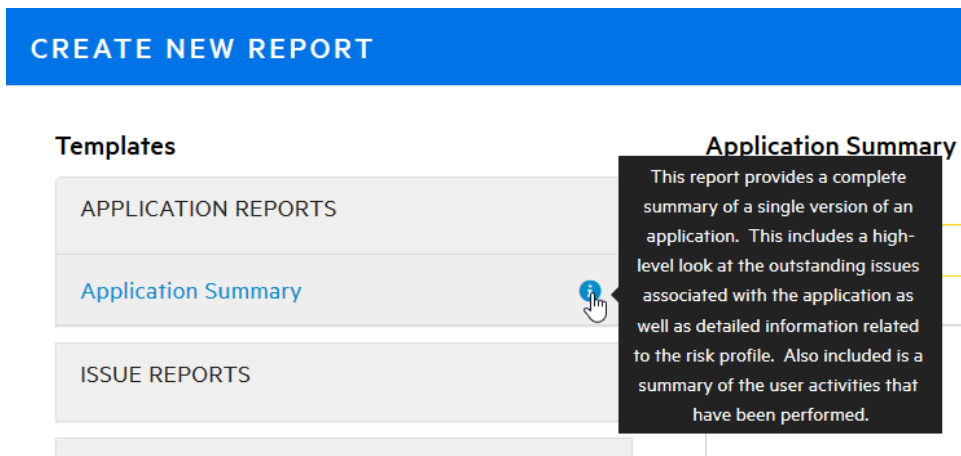 CREATE NEW REPORT
Templates
APPLICATION REPORTS
Application Summary
ISSUE REPORTS
Application Summary
This report provides a complete
summary of a single version of an
application.  This includes a high-
level look at the outstanding issues
associated with the application as
well as detailed information related
to the risk profile.  Also included is a
summary of the user activities that
have been performed.